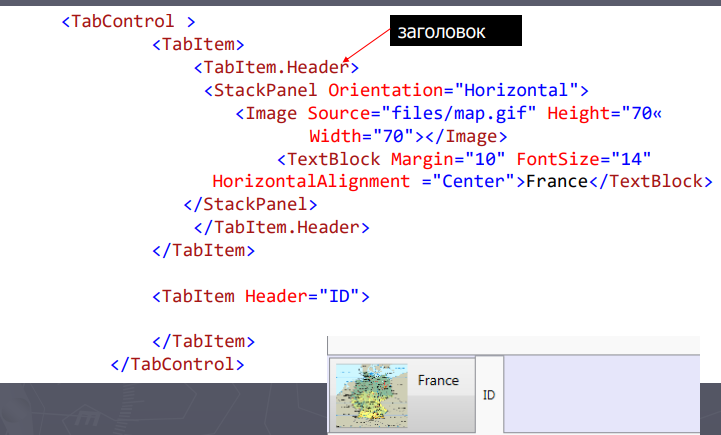 <TabControl >
заголовок
<TabItem>
<TabItem.Header>
<StackPanel Orientation="Horizontal">
<Image Source="files/map.gif" Height="70«
Width="70"></Image>
<TextBlock Margin="10" FontSize="14"
HorizontalAlignment ="Center">France</TextBlock>
</StackPanel>
</TabItem.Header>
</TabItem>
<TabItem Header="ID">
</TabItem>
</TabControl>
France
ID